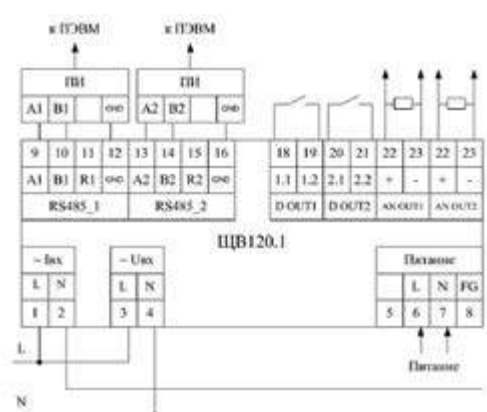 к ПЭВМ к ПЭВМ
ПИ ПИ
A1 B1 GND A2 B2 GND
9 10 11 12 13 14 15 16 18 19 20 21 22 23 22 23
A1 B1 R1 GND A2 B2 R2 GND 1.1 1.2 2.1 2.2 + - + -
RS485_1 RS485_2 D OUT1 D OUT2 AN OUT1 AN OUT2
ЩВ120.1
~ Iвх ~ Uвх Питание
L N L N L N FG
1 2 3 4 5 6 7 8
L
Питание
N